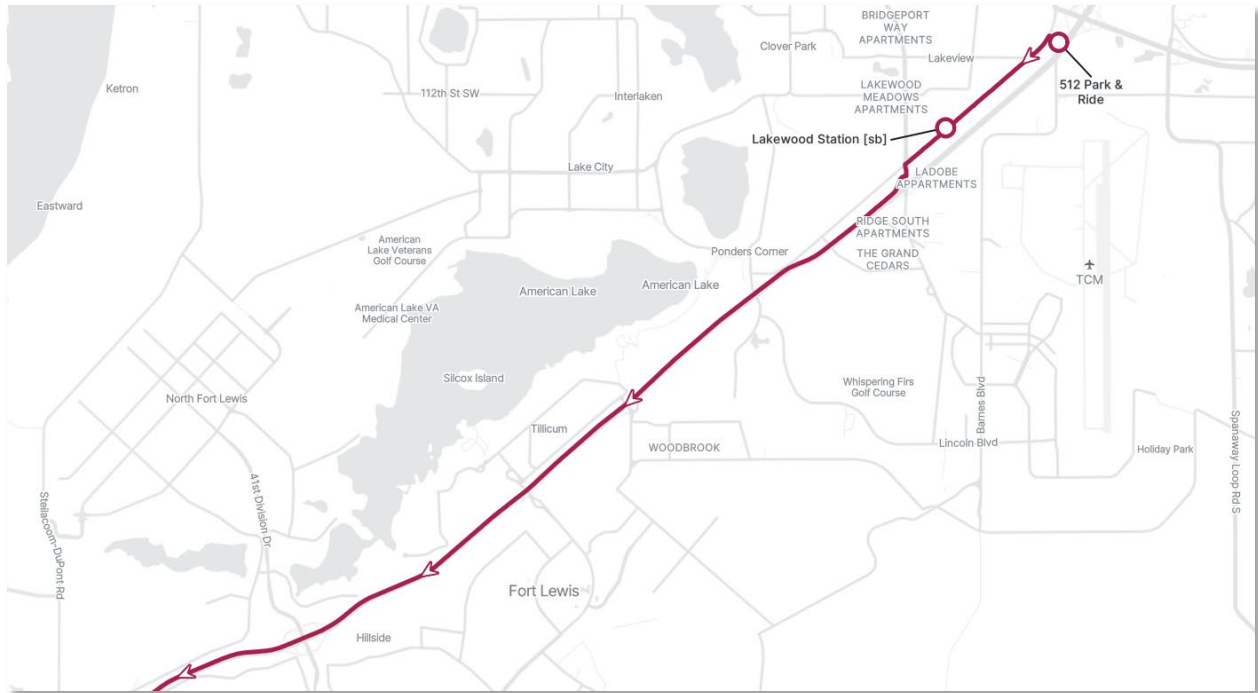 BRIDGEPORT
WAY
APARTMENTS
Clover Park
Lakeview
Ketron
112th St SW
Interlaken
LAKEWOOD
MEADOWS
APARTMENTS
512 Park &
Ride
Lakewood Station [sb]
Lake City
LADOBE
APPARTMENTS
Eastward
RIDGE SOUTH
APARTMENTS
American
Lake Veterans
Golf Course
Ponders Corner
THE GRAND
CEDARS
TCM
American Lake
American Lake
American Lake VA
Medical Center
Silcox Island
Whispering Firs
Golf Course
North Fort Lewis
Barnes Blvd
Tillicum
WOODBROOK
Lincoln Blvd
Holiday Park
Spanaway Loop Rd S
41st Division Dr
Steilacoom-DuPont Rd
Fort Lewis
Hillside